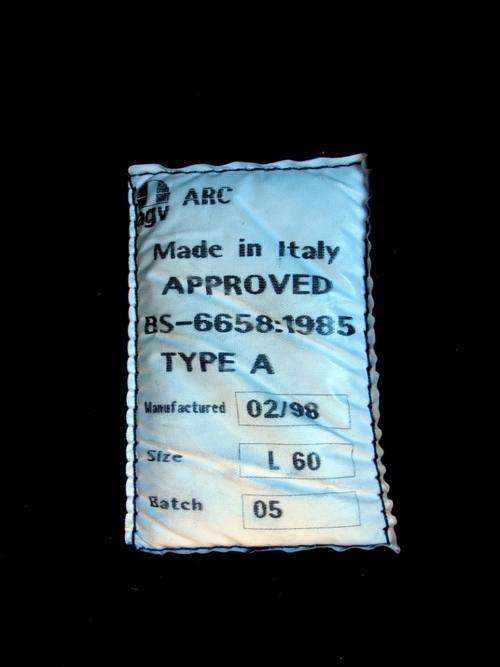 agv ARC
Made in Italy
APPROVED
BS-6658:1985
TYPE A
Manufactured 02/98
Size L 60
Batch 05